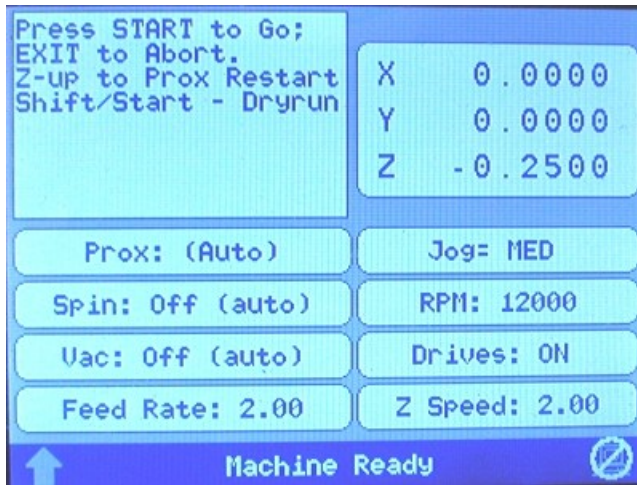 Press START to Go;
EXIT to Abort.
Z-up to Prox Restart
Shift/Start - Dryrun
X 0.0000
Y 0.0000
Z -0.2500
Prox: (Auto)
Jog= MED
Spin: Off (auto)
RPM: 12000
Vac: Off (auto)
Drives: ON
Feed Rate: 2.00
Z Speed: 2.00
Machine Ready